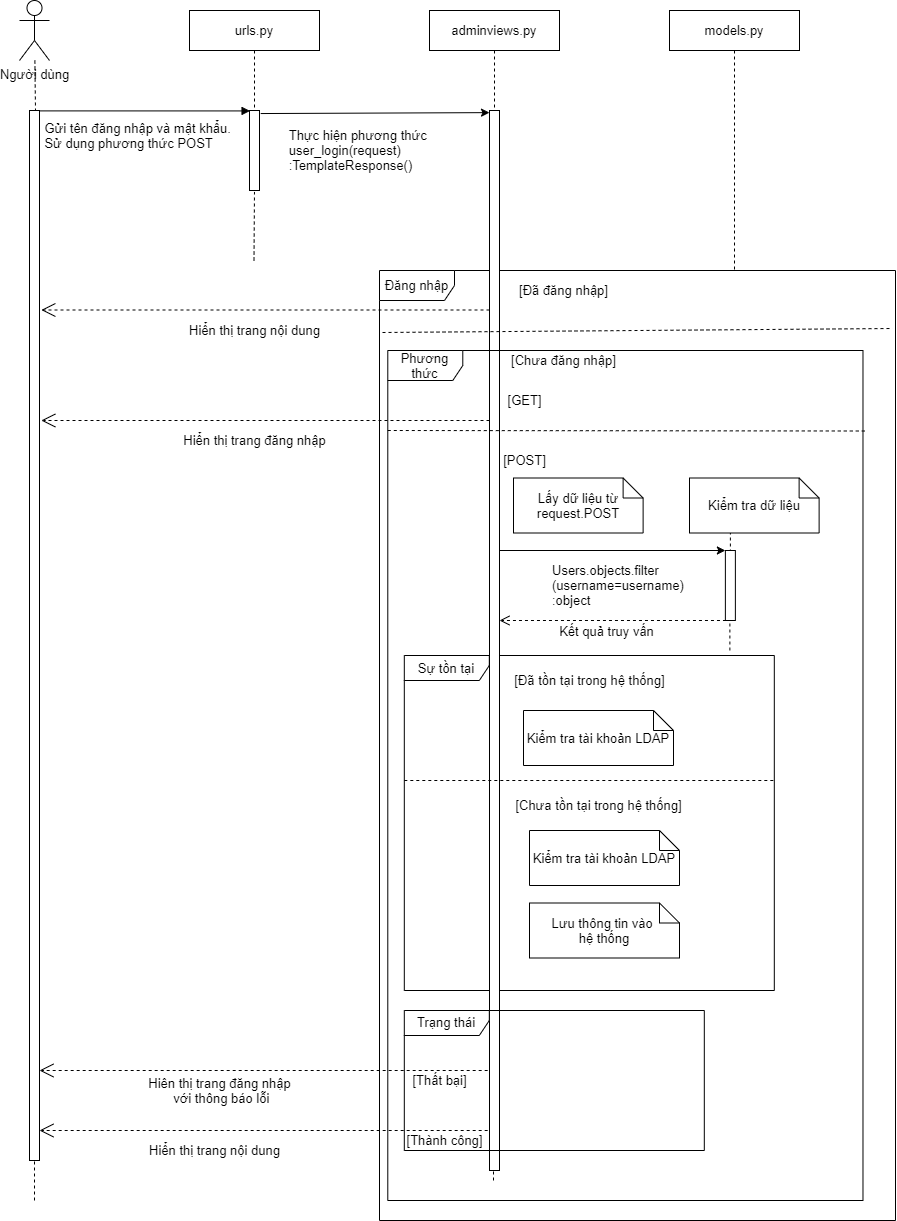 urls.py
adminviews.py
models.py
Người dùng
Gửi tên đăng nhập và mật khẩu.
Sử dụng phương thức POST
Thực hiện phương thức
user_login(request)
:TemplateResponse()
Đăng nhập
[Đã đăng nhập]
Hiển thị trang nội dung
Phương
thức
[Chưa đăng nhập]
[GET]
Hiển thị trang đăng nhập
[POST]
Lấy dữ liệu từ
request.POST
Kiểm tra dữ liệu
Users.objects.filter
(username=username)
:object
Kết quả truy vấn
Sự tồn tại
[Đã tồn tại trong hệ thống]
Kiểm tra tài khoản LDAP
[Chưa tồn tại trong hệ thống]
Kiểm tra tài khoản LDAP
Lưu thông tin vào
hệ thống
Trạng thái
[Thất bại]
Hiên thị trang đăng nhập
với thông báo lỗi
[Thành công]
Hiển thị trang nội dung